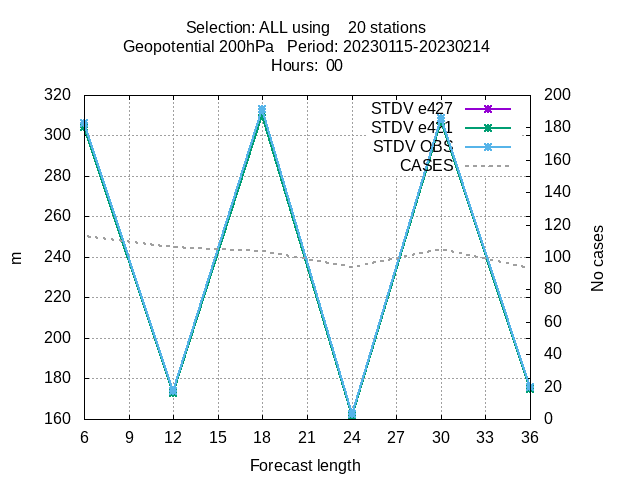 Selection: ALL using 20 stations
Geopotential 200hPa Period: 20230115-20230214
Hours: 00
320
300
280
260
240
220
200
180
160
200
180
160
140
120
100
80
60
40
20
0
STDV e427
STDV e431
STDV OBS
CASES
m
No cases
6 9 12 15 18 21 24 27 30 33 36
Forecast length